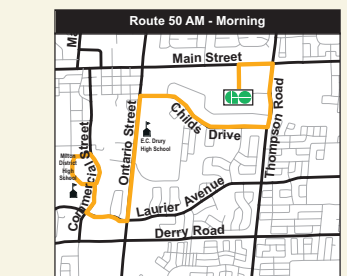 Route 50 AM - Morning
Main Street
GO
Childs
Drive
Thompson Road
Ontario Street
E.C. Drury
High School
Milton
District
High
School
Commercial Street
Laurier Avenue
Derry Road